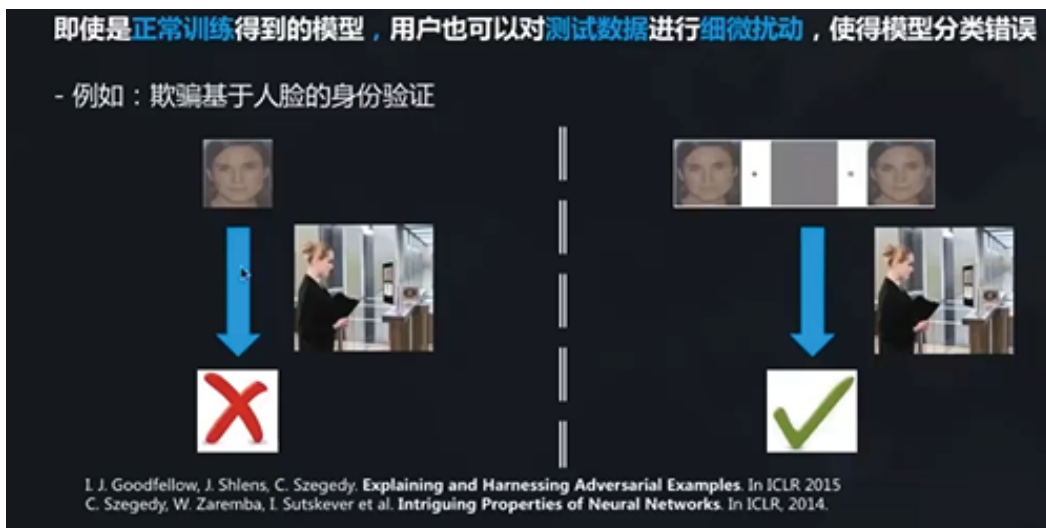 即使是正常训练得到的模型，用户也可以对测试数据进行细微扰动，使得模型分类错误
- 例如：欺骗基于人脸的身份验证
I. J. Goodfellow, J. Shlens, C. Szegedy. Explaining and Harnessing Adversarial Examples. In ICLR 2015
C. Szegedy, W. Zaremba, I. Sutskever et al. Intriguing Properties of Neural Networks. In ICLR, 2014.